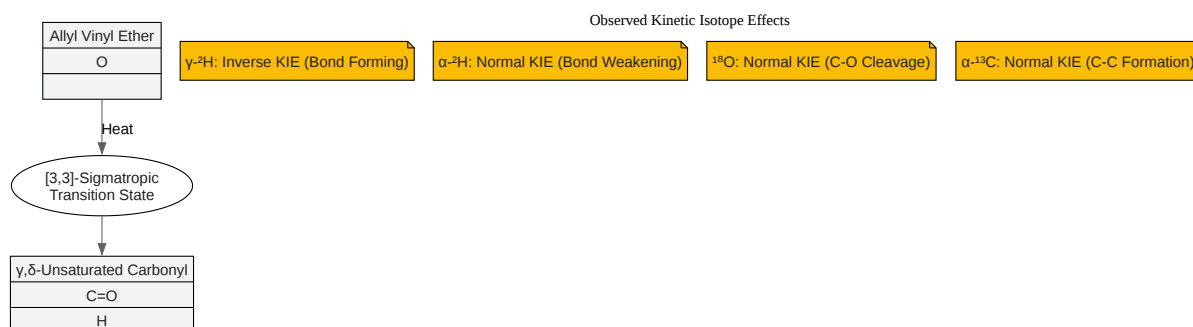 Observed Kinetic Isotope Effects
Allyl Vinyl Ether
O
γ-²H: Inverse KIE (Bond Forming)
α-²H: Normal KIE (Bond Weakening)
¹⁸O: Normal KIE (C-O Cleavage)
α-¹³C: Normal KIE (C-C Formation)
Heat
[3,3]-Sigmatropic
Transition State
γ,δ-Unsaturated Carbonyl
C=O
H